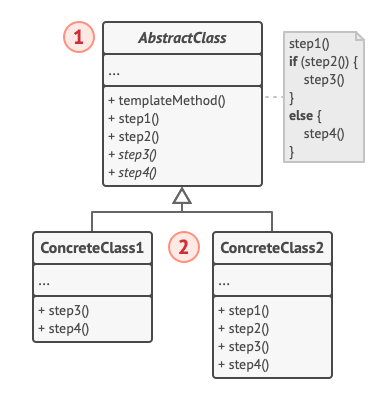 1
AbstractClass
...
+ templateMethod()
+ step1()
+ step2()
+ step3()
+ step4()
step1()
if (step2()) {
step3()
}
else {
step4()
}
2
ConcreteClass1
...
+ step3()
+ step4()
ConcreteClass2
...
+ step1()
+ step2()
+ step3()
+ step4()